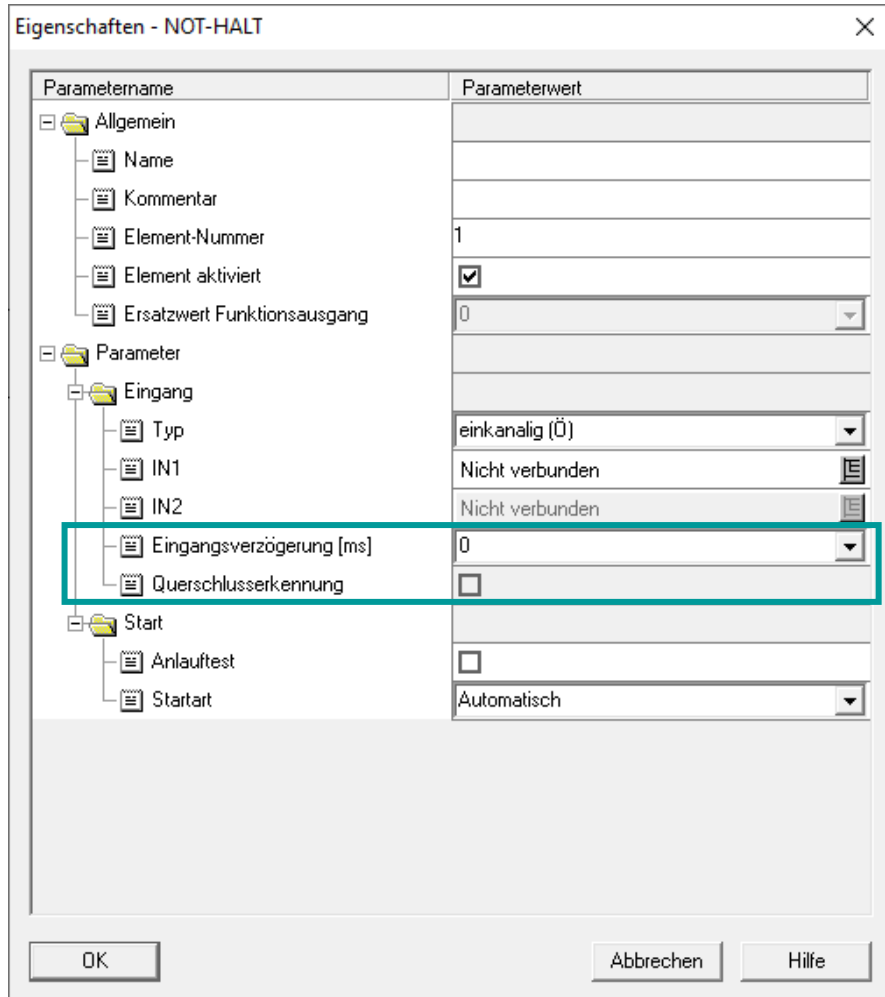 Eigenschaften - NOT-HALT
Parametername Parameterwert
Allgemein
Name
Kommentar
Element-Nummer 1
Element aktiviert
Ersatzwert Funktionsausgang 0
Parameter
Eingang
Typ einkanalig (Ö)
IN1 Nicht verbunden
IN2 Nicht verbunden
Eingangsverzögerung [ms] 0
Querschlusserkennung
Start
Anlauftest
Startart Automatisch
OK Abbrechen Hilfe